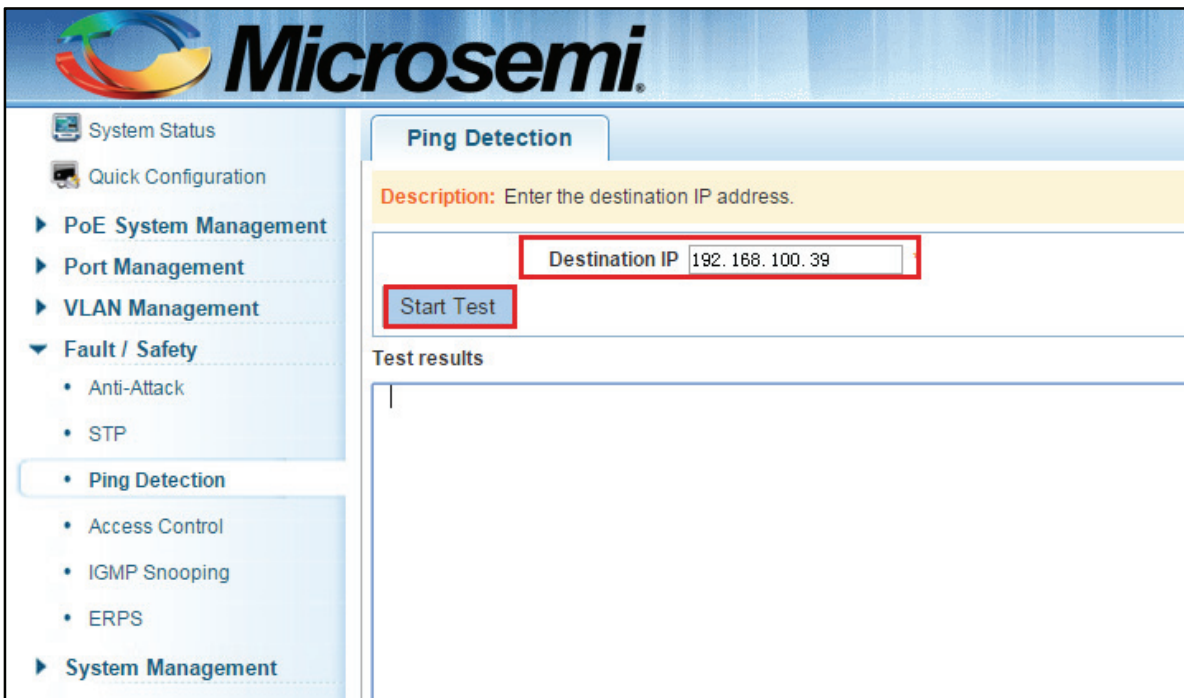 Microsemi.
System Status
Quick Configuration
PoE System Management
Port Management
VLAN Management
Fault / Safety
• Anti-Attack
• STP
• Ping Detection
• Access Control
• IGMP Snooping
• ERPS
System Management
Ping Detection
Description: Enter the destination IP address.
Destination IP 192.168.100.39 *
Start Test
Test results